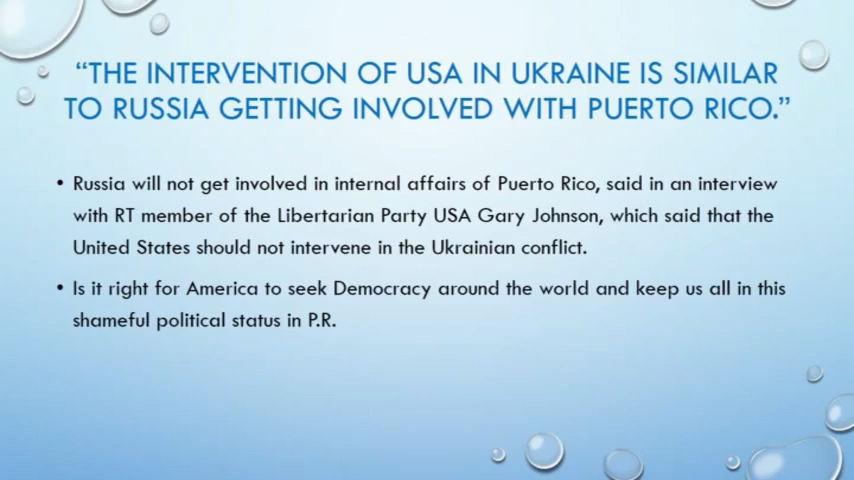 “THE INTERVENTION OF USA IN UKRAINE IS SIMILAR
TO RUSSIA GETTING INVOLVED WITH PUERTO RICO.”
• Russia will not get involved in internal affairs of Puerto Rico, said in an interview
with RT member of the Libertarian Party USA Gary Johnson, which said that the
United States should not intervene in the Ukrainian conflict.
• Is it right for America to seek Democracy around the world and keep us all in this
shameful political status in P.R.